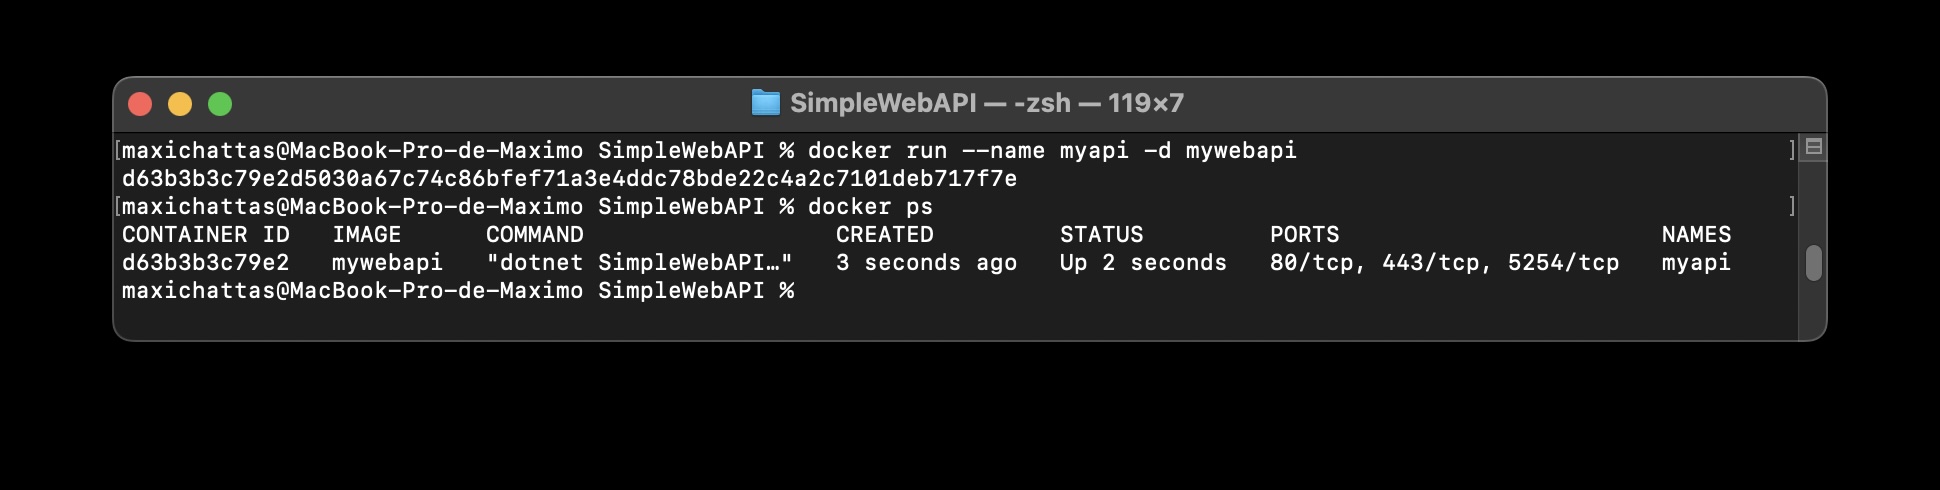 SimpleWebAPI — -zsh — 119×7
[maxichattas@MacBook-Pro-de-Maximo SimpleWebAPI % docker run --name myapi -d mywebapi ]
d63b3b3c79e2d5030a67c74c86bfef71a3e4ddc78bde22c4a2c7101deb717f7e
[maxichattas@MacBook-Pro-de-Maximo SimpleWebAPI % docker ps ]
CONTAINER ID   IMAGE      COMMAND                  CREATED         STATUS         PORTS                       NAMES
d63b3b3c79e2   mywebapi   "dotnet SimpleWebAPI…"   3 seconds ago   Up 2 seconds   80/tcp, 443/tcp, 5254/tcp   myapi
maxichattas@MacBook-Pro-de-Maximo SimpleWebAPI %